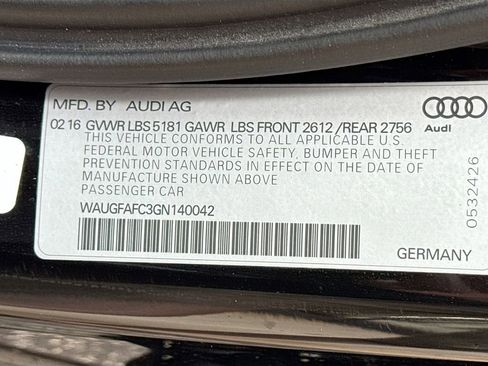 MFD. BY AUDI AG
02 16 GVWR LBS 5181 GAWR LBS FRONT 2612 /REAR 2756
THIS VEHICLE CONFORMS TO ALL APPLICABLE U.S.
FEDERAL MOTOR VEHICLE SAFETY, BUMPER AND THEFT
PREVENTION STANDARDS IN EFFECT ON THE DATE OF
MANUFACTURE SHOWN ABOVE
PASSENGER CAR
WAUGFAFC3GN140042
Audi
0532426
GERMANY